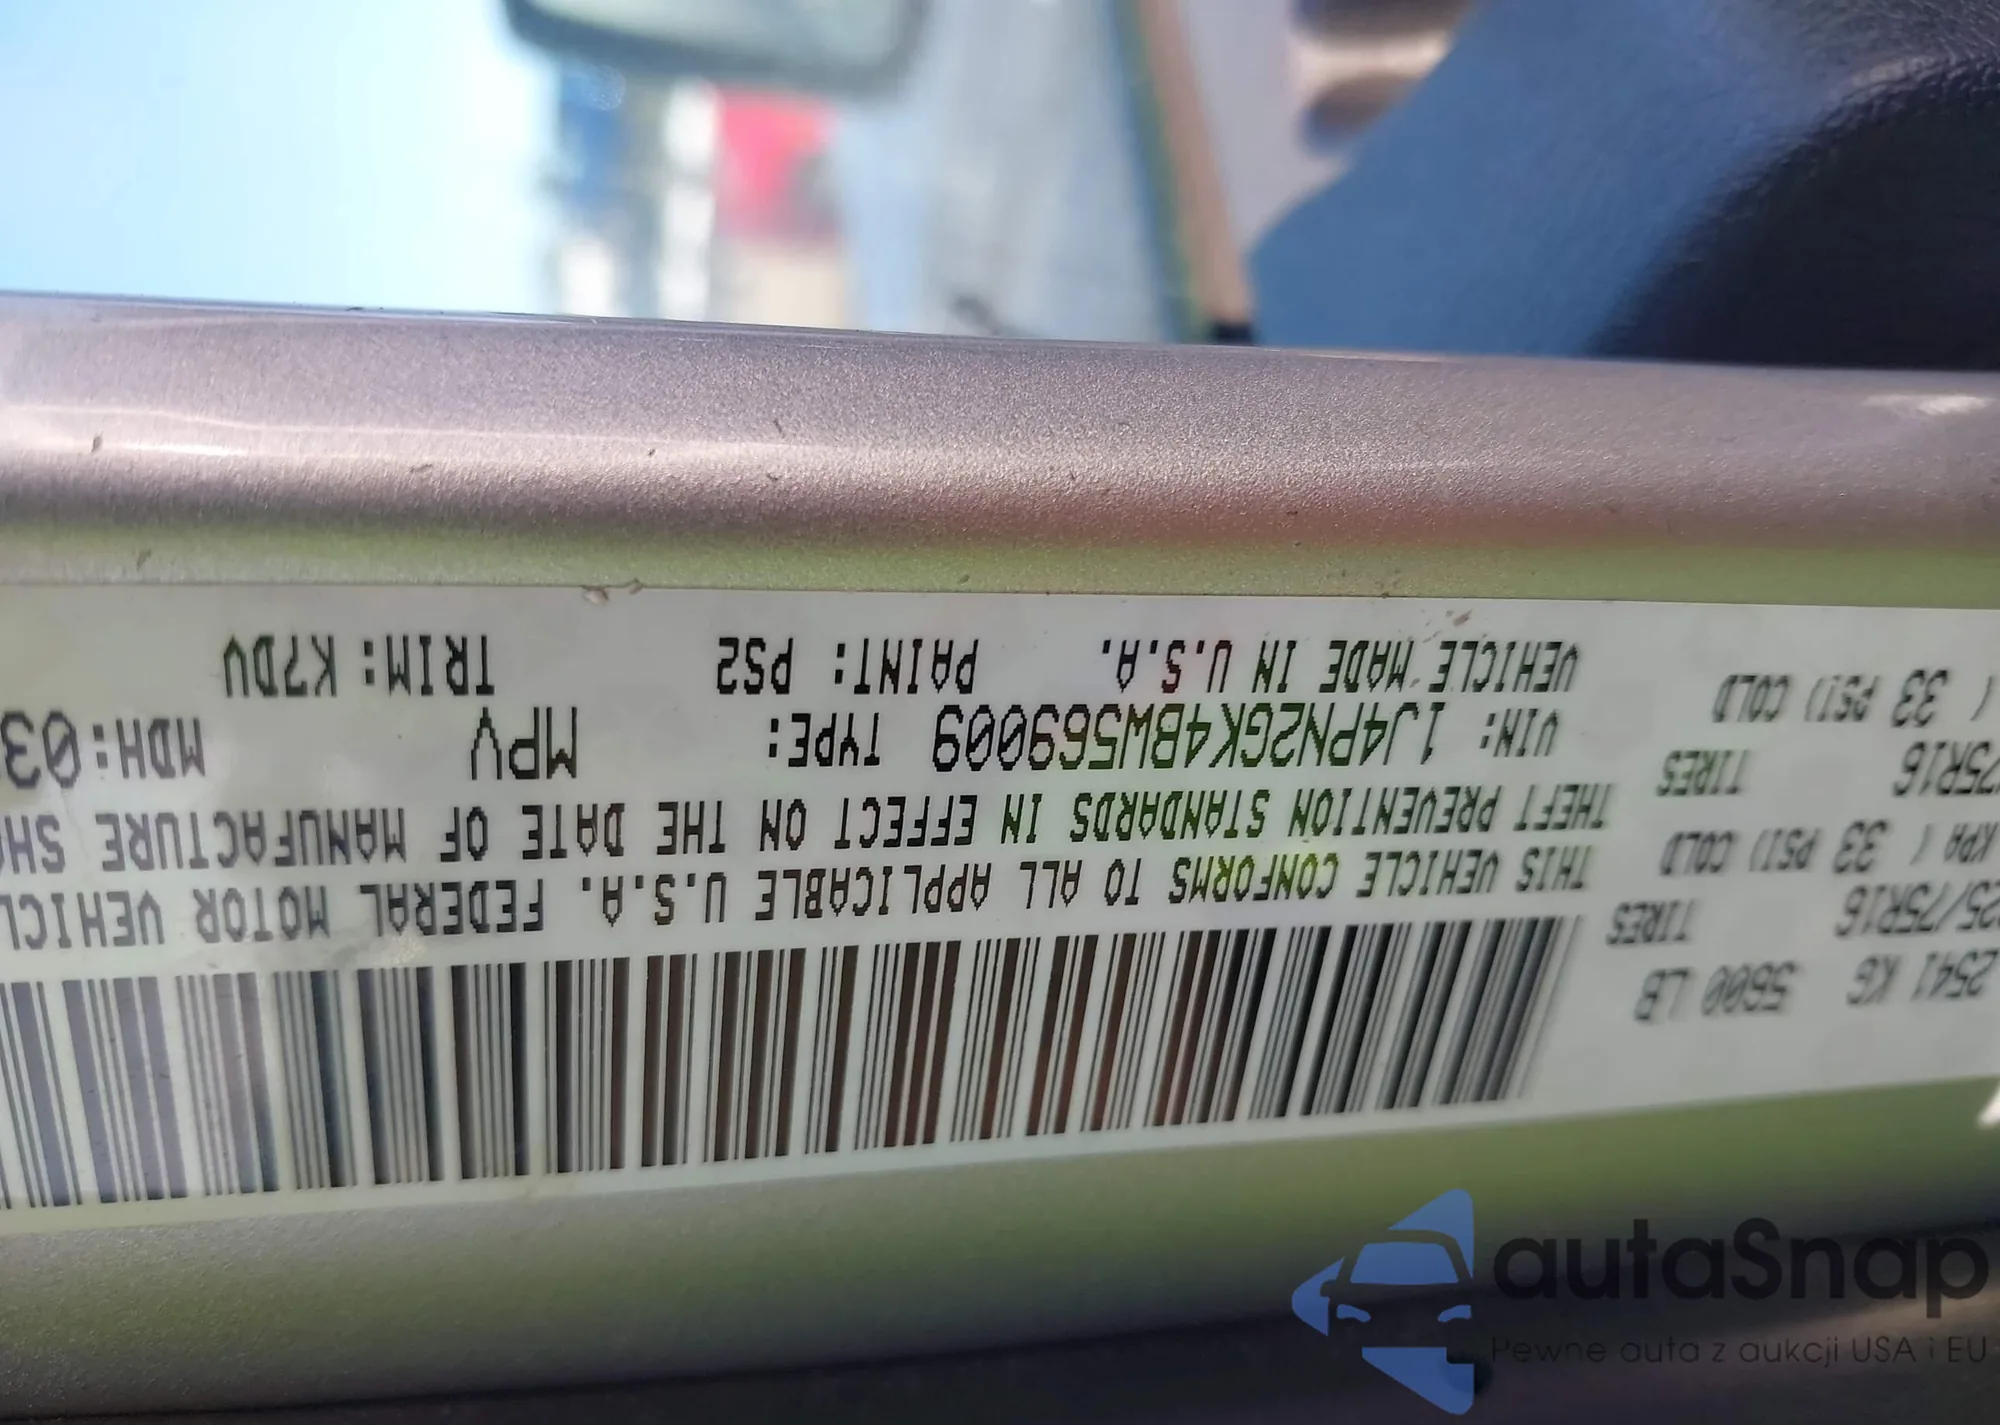 2541 KG 5600 LB
25/75R16 TIRES
KPA ( 33 PSI) COLD
75R16 TIRES
( 33 PSI) COLD
THIS VEHICLE CONFORMS TO ALL APPLICABLE U.S.A. FEDERAL MOTOR VEHICL
THEFT PREVENTION STANDARDS IN EFFECT ON THE DATE OF MANUFACTURE SHO
VIN: 1J4PN2GK4BW569009 TYPE: MPV MDH:03
VEHICLE MADE IN U.S.A. PAINT: PS2 TRIM:K7DV
autaSnap
Pewne auta z aukcji USA i EU